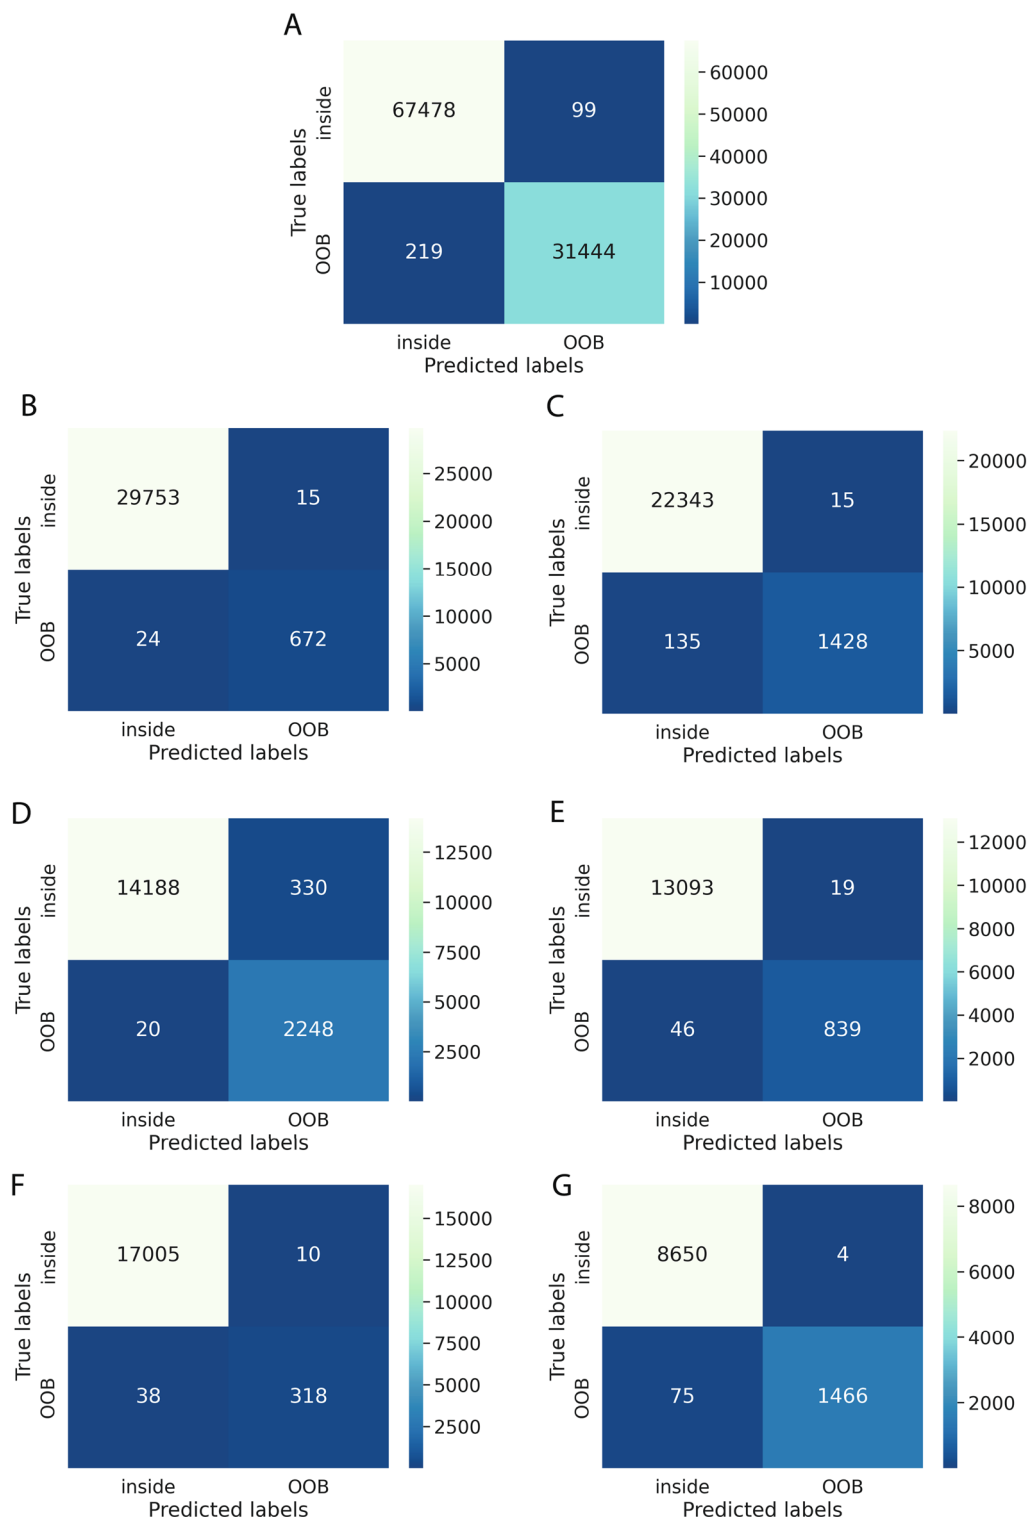 A
67478 99
219 31444
True labels
inside
OOB
inside OOB
Predicted labels
60000
50000
40000
30000
20000
10000
B
29753 15
24 672
True labels
inside
OOB
inside OOB
Predicted labels
25000
20000
15000
10000
5000
C
22343 15
135 1428
True labels
inside
OOB
inside OOB
Predicted labels
20000
15000
10000
5000
D
14188 330
20 2248
True labels
inside
OOB
inside OOB
Predicted labels
12500
10000
7500
5000
2500
E
13093 19
46 839
True labels
inside
OOB
inside OOB
Predicted labels
12000
10000
8000
6000
4000
2000
F
17005 10
38 318
True labels
inside
OOB
inside OOB
Predicted labels
15000
12500
10000
7500
5000
2500
G
8650 4
75 1466
True labels
inside
OOB
inside OOB
Predicted labels
8000
6000
4000
2000